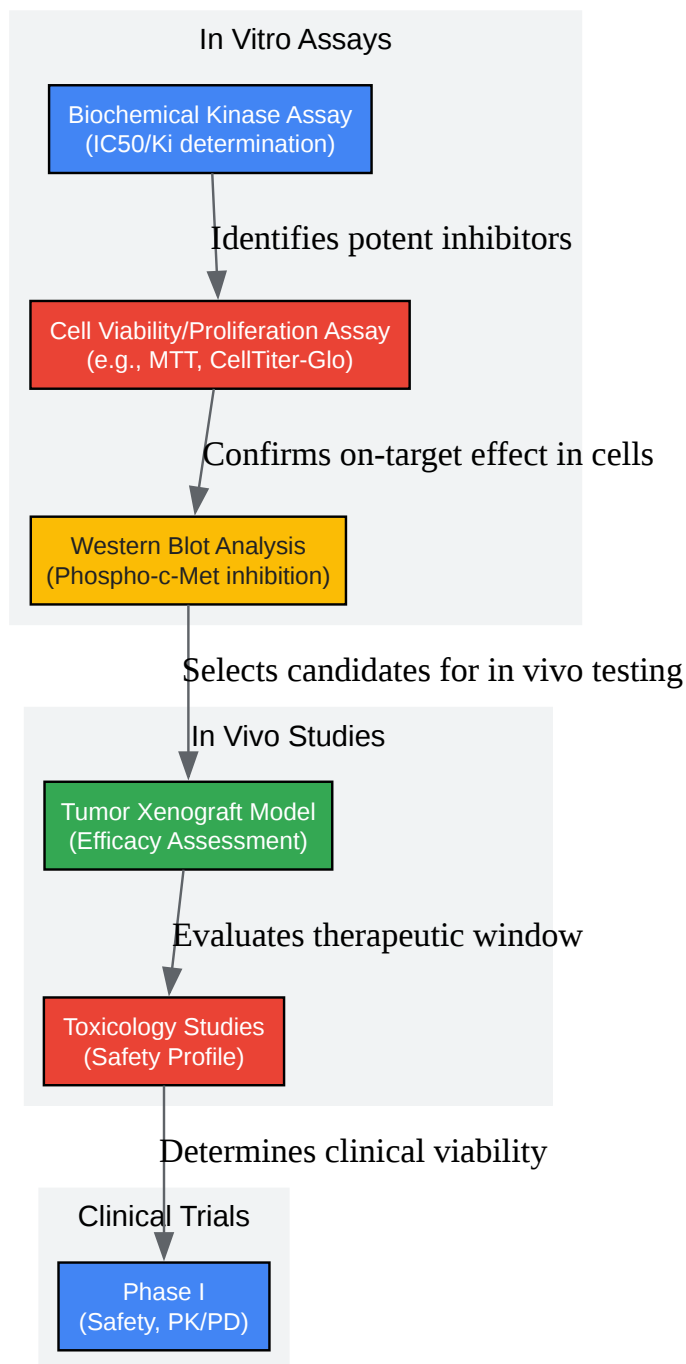 In Vitro Assays
Biochemical Kinase Assay
(IC50/Ki determination)
Identifies potent inhibitors
Cell Viability/Proliferation Assay
(e.g., MTT, CellTiter-Glo)
Confirms on-target effect in cells
Western Blot Analysis
(Phospho-c-Met inhibition)
Selects candidates for in vivo testing
In Vivo Studies
Tumor Xenograft Model
(Efficacy Assessment)
Evaluates therapeutic window
Toxicology Studies
(Safety Profile)
Determines clinical viability
Clinical Trials
Phase I
(Safety, PK/PD)